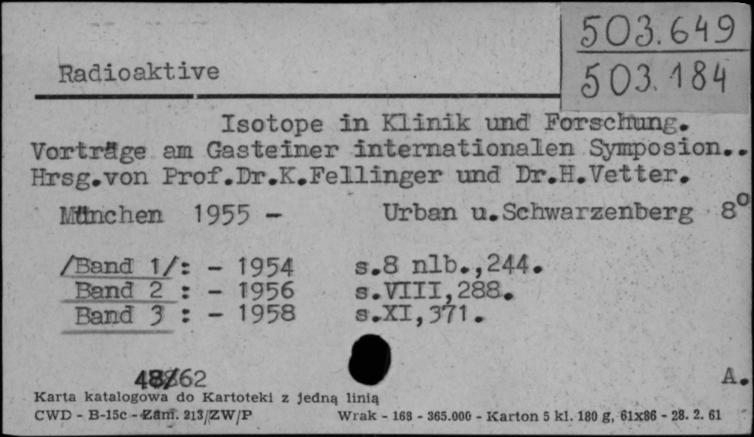 503.649
503.184
Radioaktive
Isotope in Klinik und Forschung.
Vorträge am Gasteiner internationalen Symposion..
Hrsg.von Prof.Dr.K.Fellinger und Dr.H.Vetter.
München 1955 - Urban u.Schwarzenberg 8°
/Band 1/: - 1954 s.8 nlb.,244.
Band 2 : - 1956 s.VIII,288.
Band 3 : - 1958 s.XI,371.
48/62
A.
Karta katalogowa do Kartoteki z jedną linią
CWD - B-15c - Zam. 213/ZW/P Wrak - 168 - 365.000 - Karton 5 kl. 180 g, 61x86 - 28. 2. 61